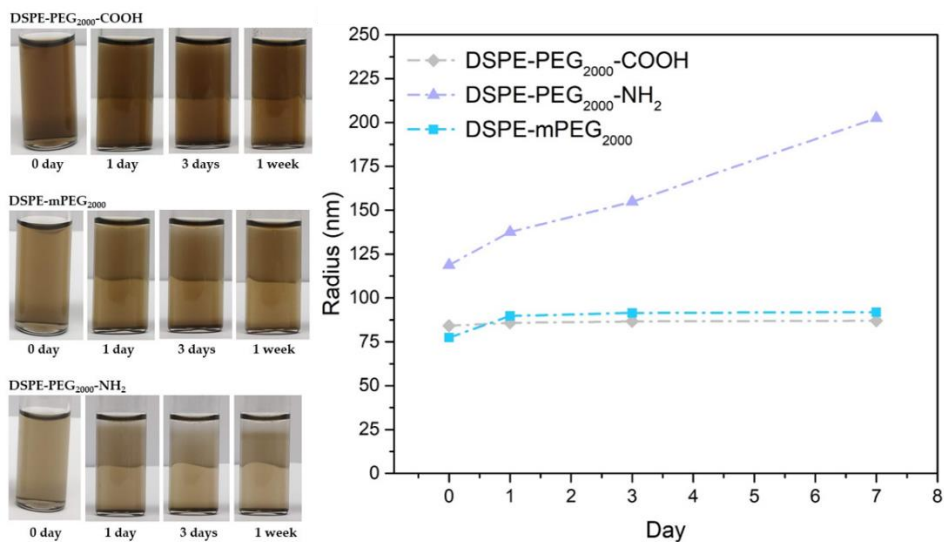 DSPE-PEG2000-COOH
0 day 1 day 3 days 1 week
DSPE-mPEG2000
0 day 1 day 3 days 1 week
DSPE-PEG2000-NH2
0 day 1 day 3 days 1 week
250
225
200
175
150
125
100
75
50
25
0
Radius (nm)
DSPE-PEG2000-COOH
DSPE-PEG2000-NH2
DSPE-mPEG2000
0 1 2 3 4 5 6 7 8
Day